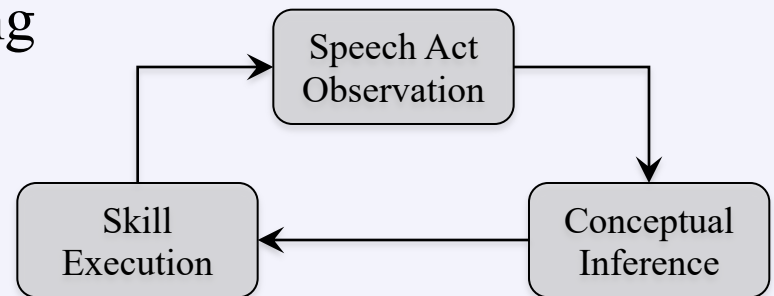 Speech Act
Observation
Skill
Execution
Conceptual
Inference